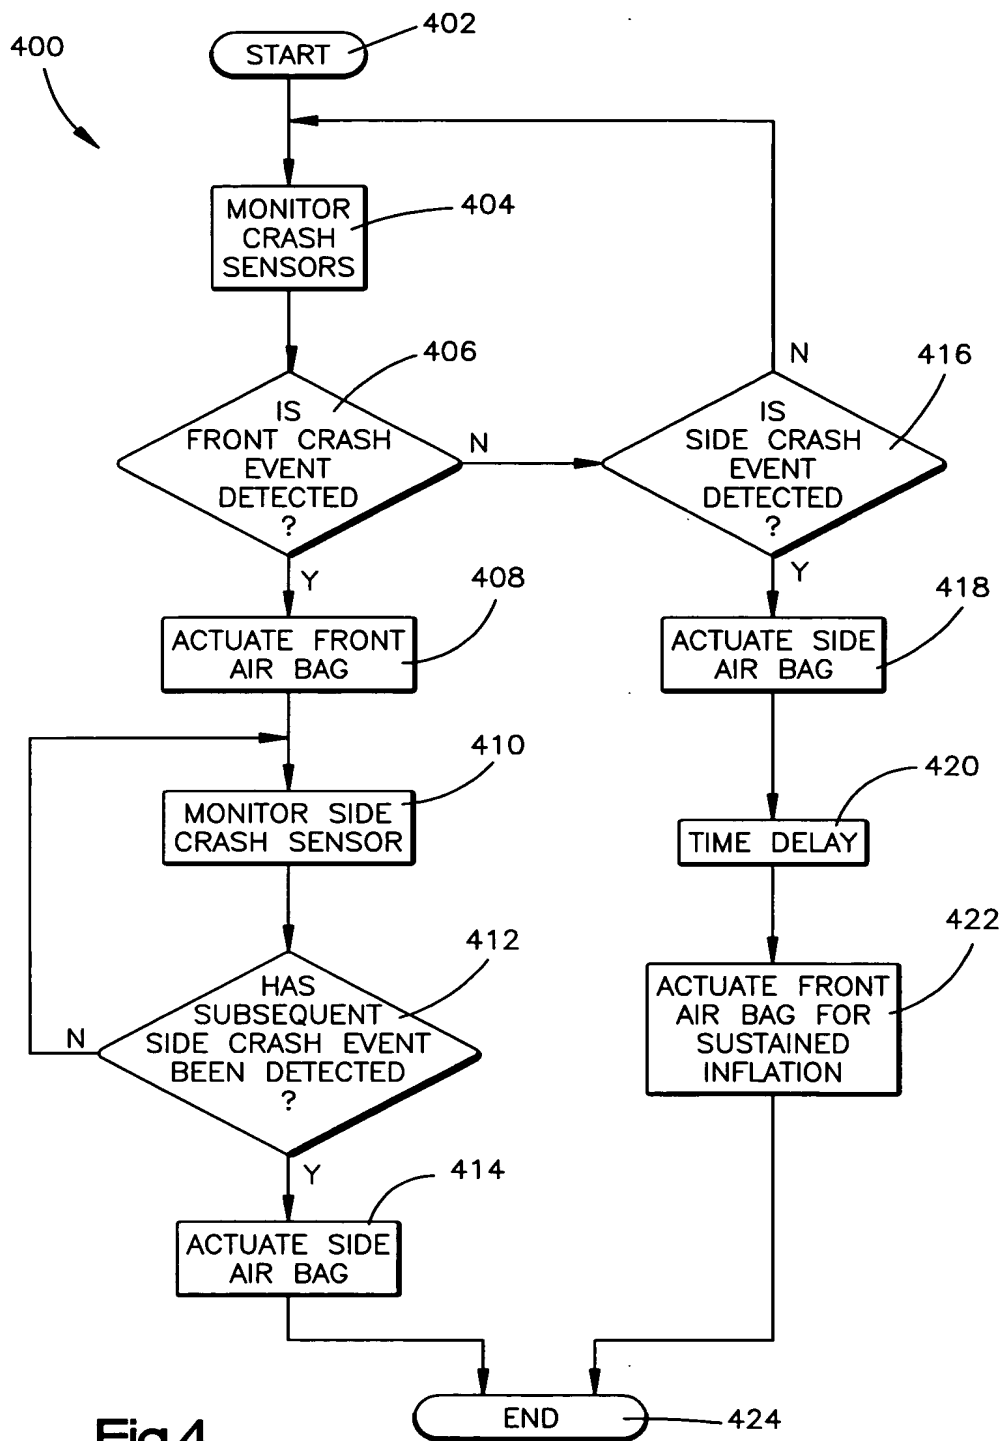 400
START
402
MONITOR
CRASH
SENSORS
404
IS
FRONT CRASH
EVENT
DETECTED
?
406
N
Y
IS
SIDE CRASH
EVENT
DETECTED
?
416
N
Y
ACTUATE FRONT
AIR BAG
408
ACTUATE SIDE
AIR BAG
418
MONITOR SIDE
CRASH SENSOR
410
TIME DELAY
420
HAS
SUBSEQUENT
SIDE CRASH EVENT
BEEN DETECTED
?
412
N
Y
ACTUATE FRONT
AIR BAG FOR
SUSTAINED
INFLATION
422
ACTUATE SIDE
AIR BAG
414
END
424
Fig.4